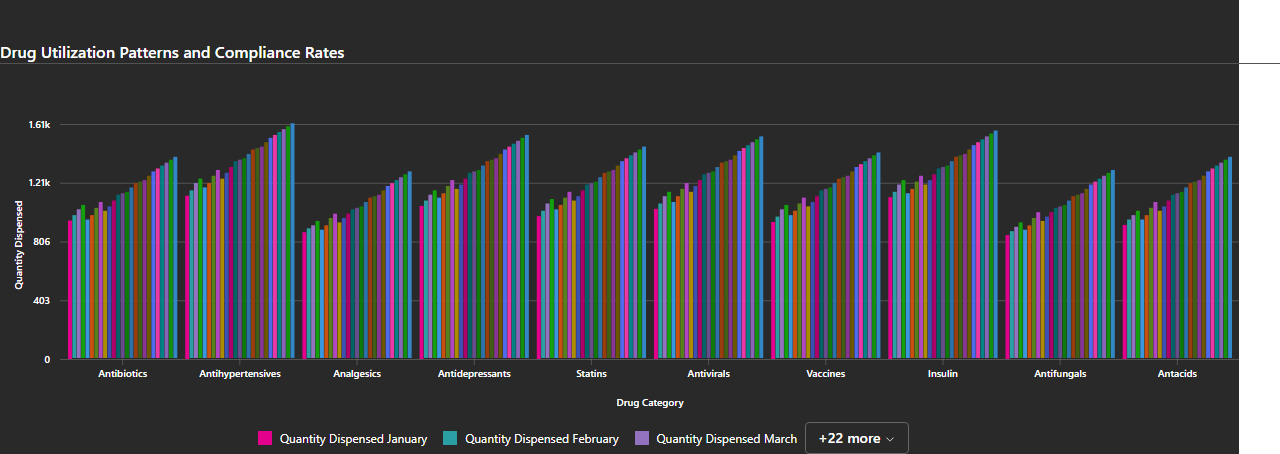 Drug Utilization Patterns and Compliance Rates
1.61k
1.21k
806
403
0
Quantity Dispensed
Antibiotics Antihypertensives Analgesics Antidepressants Statins Antivirals Vaccines Insulin Antifungals Antacids
Drug Category
Quantity Dispensed January Quantity Dispensed February Quantity Dispensed March +22 more